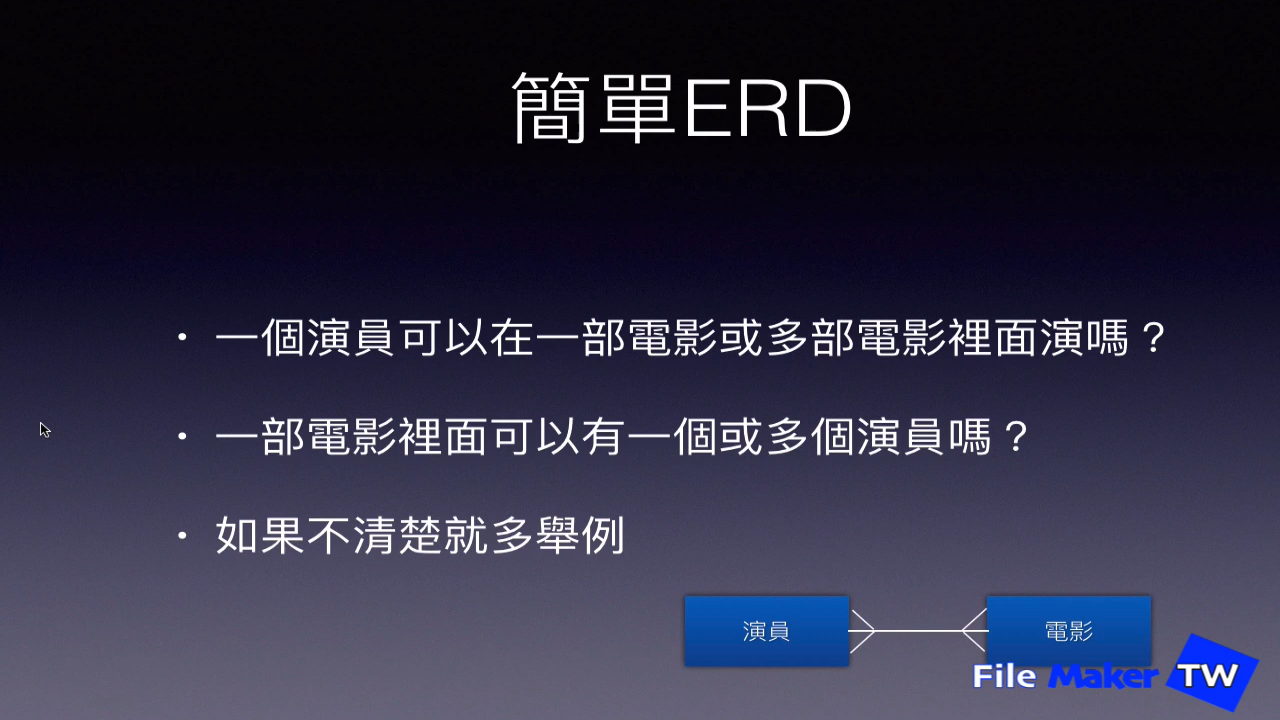 簡單ERD
• 一個演員可以在一部電影或多部電影裡面演嗎？
• 一部電影裡面可以有一個或多個演員嗎？
• 如果不清楚就多舉例
演員
電影
File Maker TW